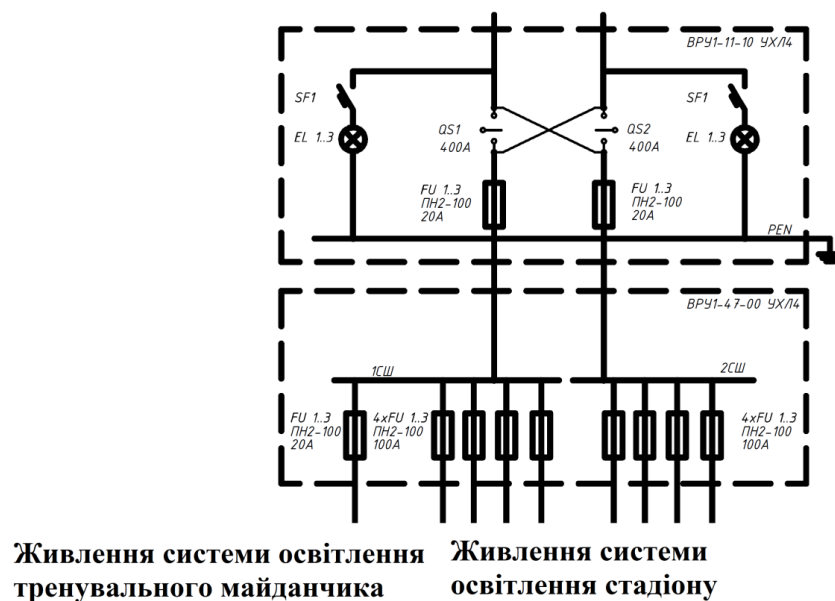 ВРУ1-11-10 УХЛ4
SF1
EL 1..3
QS1
400А
QS2
400А
SF1
EL 1..3
FU 1..3
ПН2-100
20А
FU 1..3
ПН2-100
20А
PEN
ВРУ1-47-00 УХЛ4
1СШ
2СШ
FU 1..3
ПН2-100
20А
4xFU 1..3
ПН2-100
100А
4xFU 1..3
ПН2-100
100А
Живлення системи освітлення
тренувального майданчика
Живлення системи
освітлення стадіону